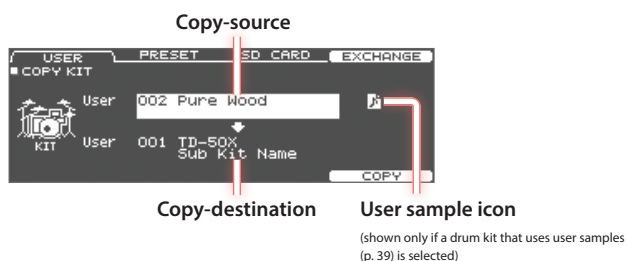 Copy-source
USER PRESET SD CARD EXCHANGE
COPY KIT
User 002 Pure Wood
KIT User 001 TD-50X
Sub Kit Name
COPY
Copy-destination User sample icon
(shown only if a drum kit that uses user samples
(p. 39) is selected)